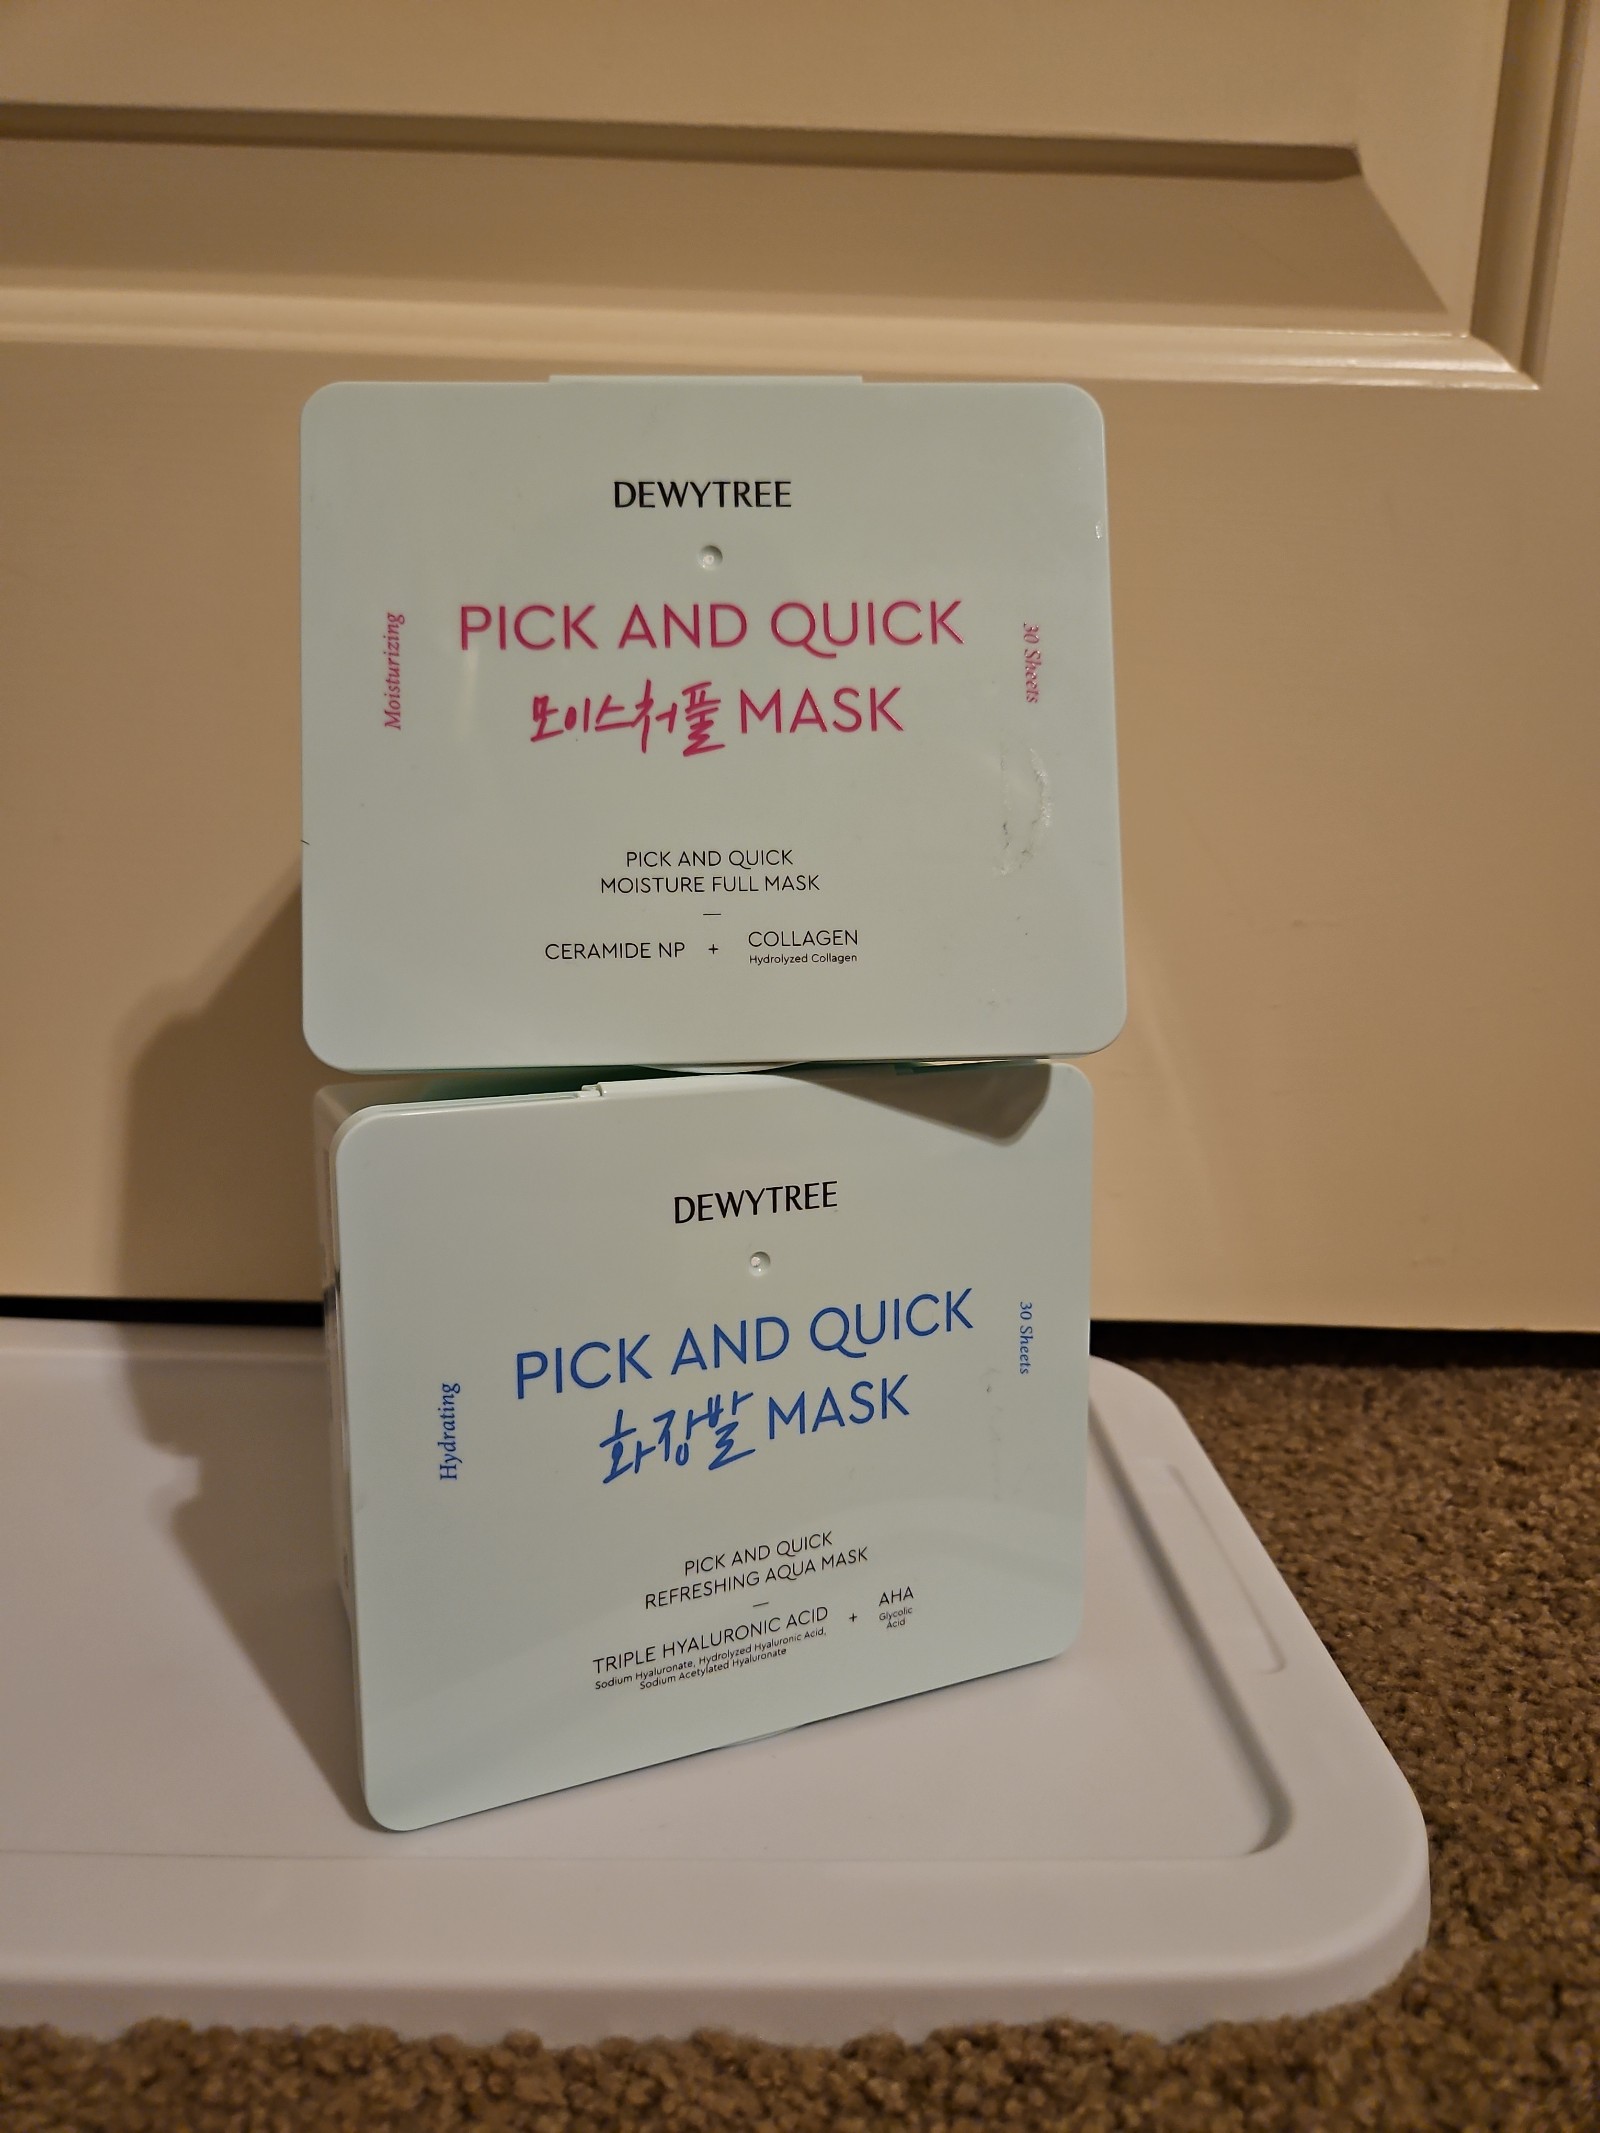 DEWYTREE
PICK AND QUICK
모이스처풀 MASK
Moisturizing
30 Sheets
PICK AND QUICK
MOISTURE FULL MASK
CERAMIDE NP + COLLAGEN
Hydrolyzed Collagen
DEWYTREE
PICK AND QUICK
화장발 MASK
Hydrating
30 Sheets
PICK AND QUICK
REFRESHING AQUA MASK
TRIPLE HYALURONIC ACID + AHA
Sodium Hyaluronate, Hydrolyzed Hyaluronic Acid,
Sodium Acetylated Hyaluronate
Glycolic
Acid